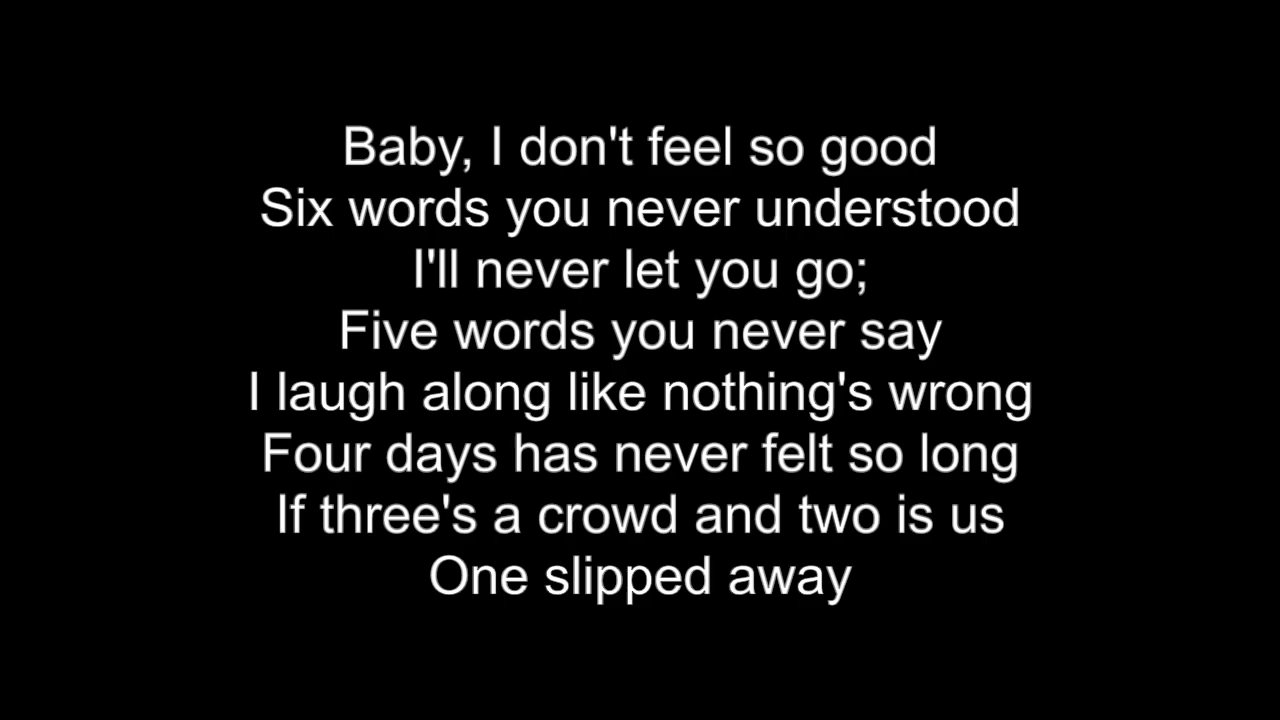 Baby, I don't feel so good
Six words you never understood
I'll never let you go;
Five words you never say
I laugh along like nothing's wrong
Four days has never felt so long
If three's a crowd and two is us
One slipped away